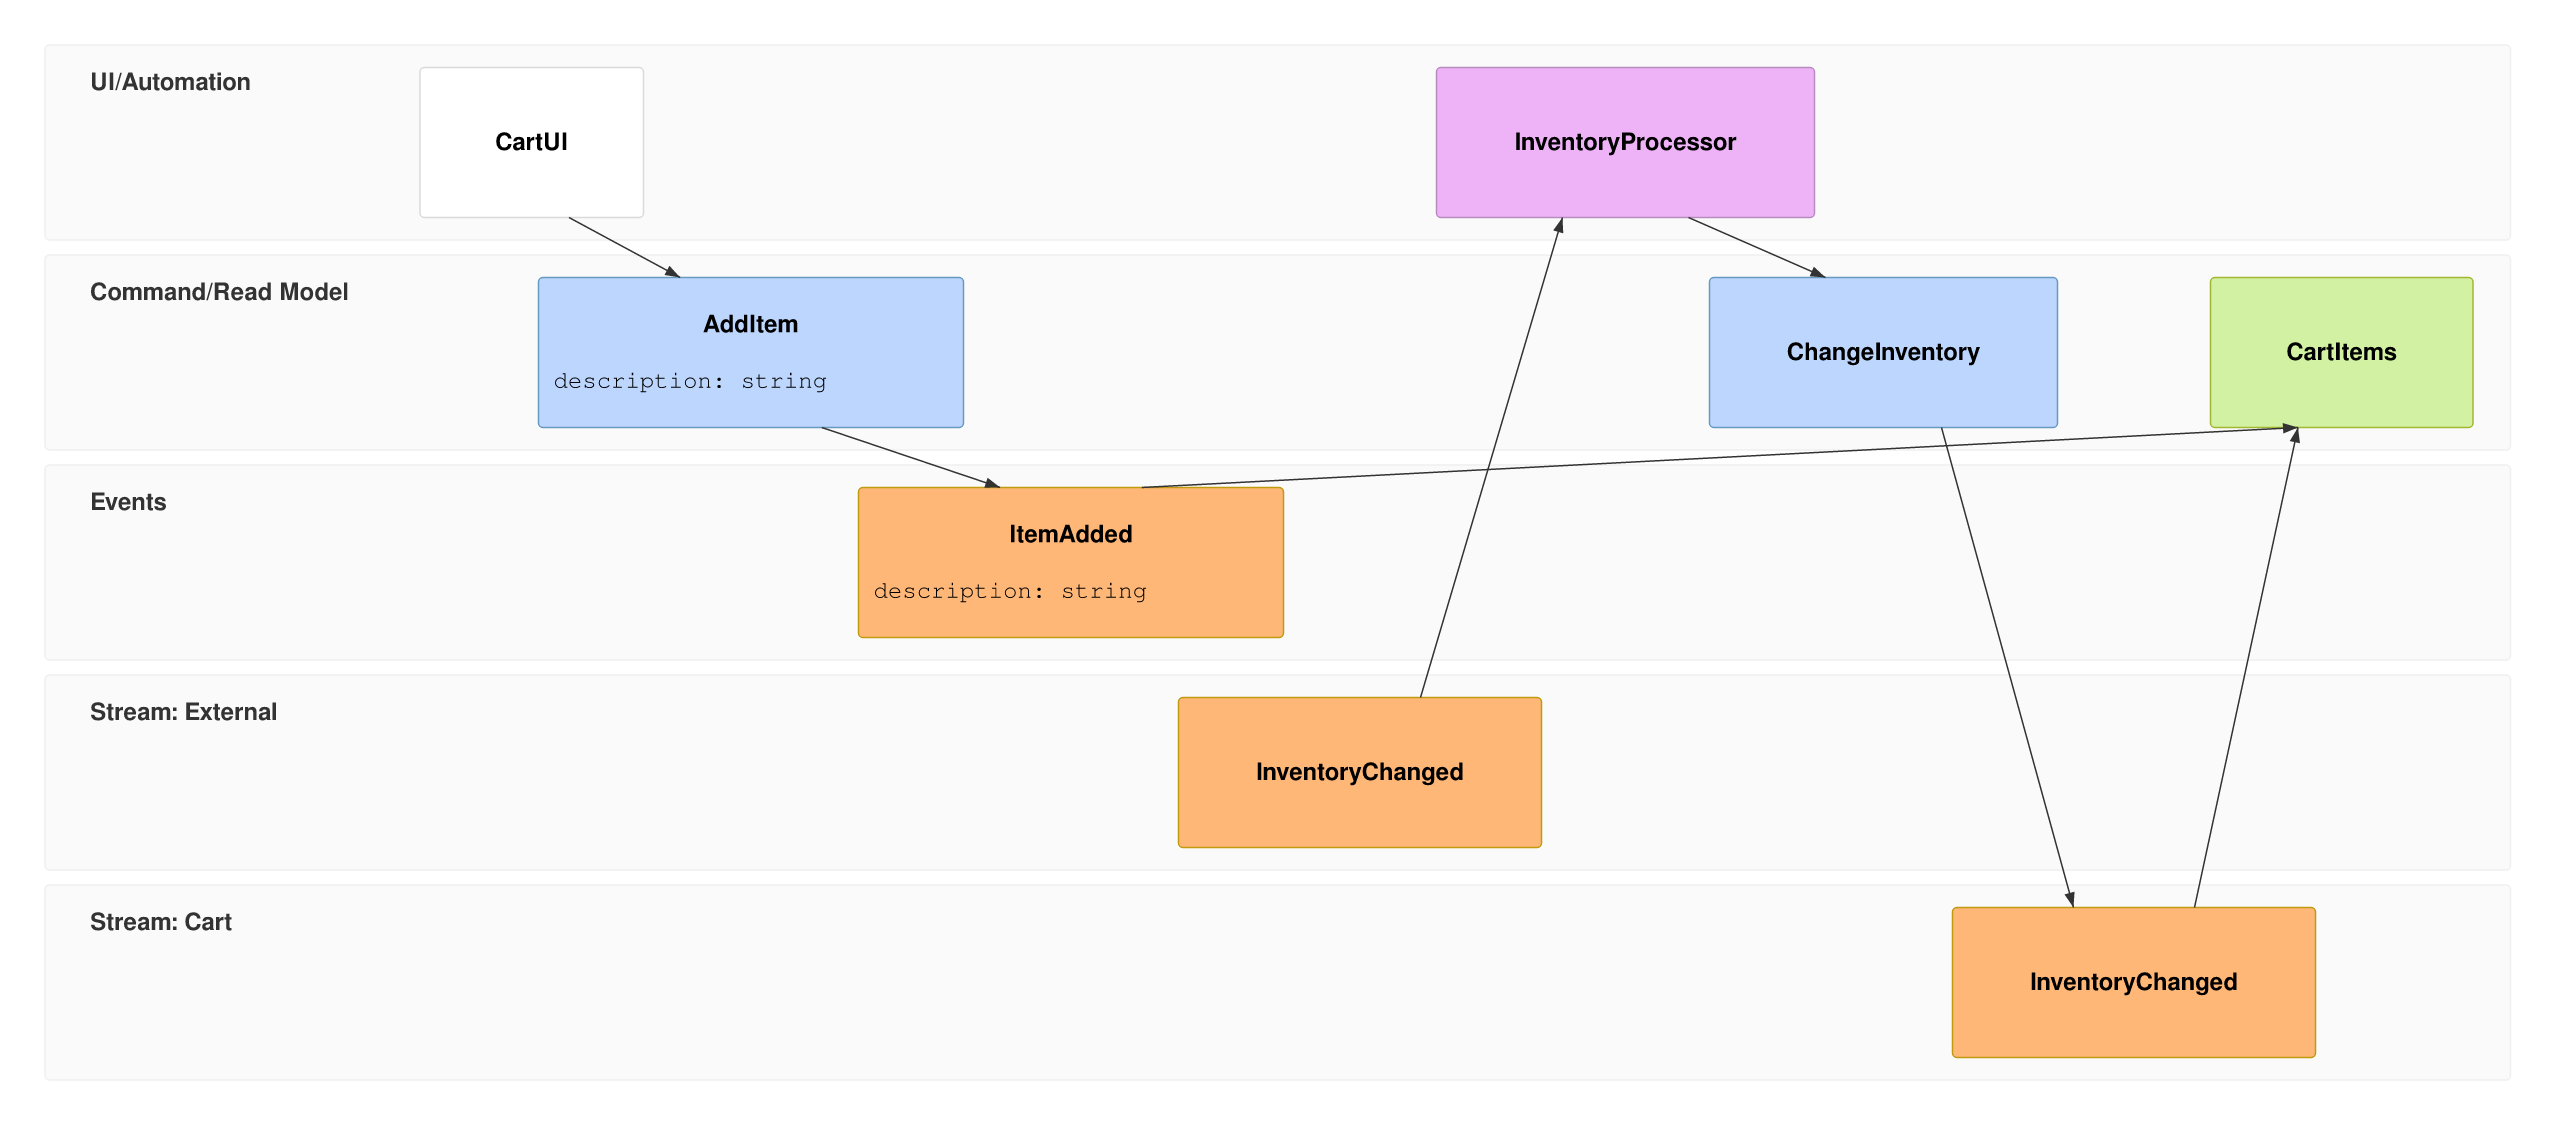 UI/Automation
CartUI
InventoryProcessor
Command/Read Model
AddItem
description: string
ChangeInventory
CartItems
Events
ItemAdded
description: string
Stream: External
InventoryChanged
Stream: Cart
InventoryChanged